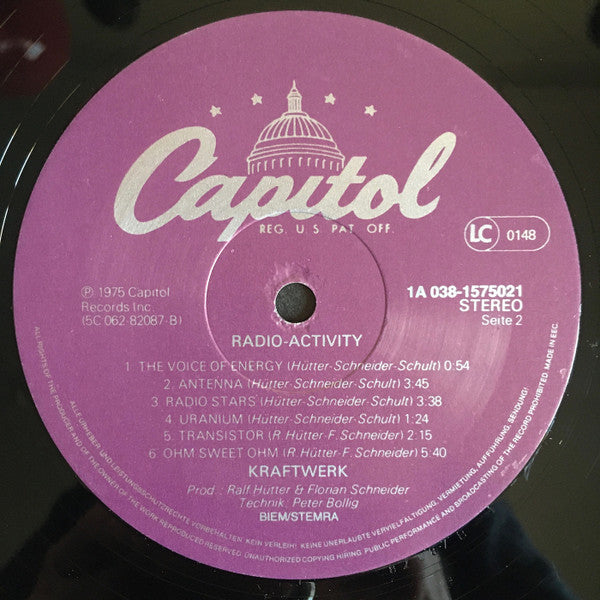 Capitol
REG. U.S. PAT. OFF.
LC 0148
℗ 1975 Capitol
Records Inc.
(5C 062-82087-B)
1A 038-1575021
STEREO
Seite 2
RADIO-ACTIVITY
1 THE VOICE OF ENERGY (Hütter-Schneider-Schult) 0:54
2. ANTENNA (Hütter-Schneider-Schult) 3:45
3 RADIO STARS (Hütter-Schneider-Schult) 3:38
4 URANIUM (Hütter-Schneider-Schult) 1:24
5. TRANSISTOR (R.Hütter-F. Schneider) 2:15
6 OHM SWEET OHM (R. Hütter-F. Schneider) 5:40
KRAFTWERK
Prod.: Ralf Hütter & Florian Schneider
Technik: Peter Bollig
BIEM/STEMRA
ALLE URHEBER- UND LEISTUNGSSCHUTZRECHTE VORBEHALTEN. KEIN VERLEIH! KEINE UNERLAUBTE VERVIELFÄLTIGUNG, VERMIETUNG, AUFFÜHRUNG, SENDUNG!
ALL RIGHTS OF THE PRODUCER AND OF THE OWNER OF THE WORK REPRODUCED RESERVED. UNAUTHORIZED COPYING HIRING, PUBLIC PERFORMANCE AND BROADCASTING OF THE RECORD PROHIBITED. MADE IN EEC.